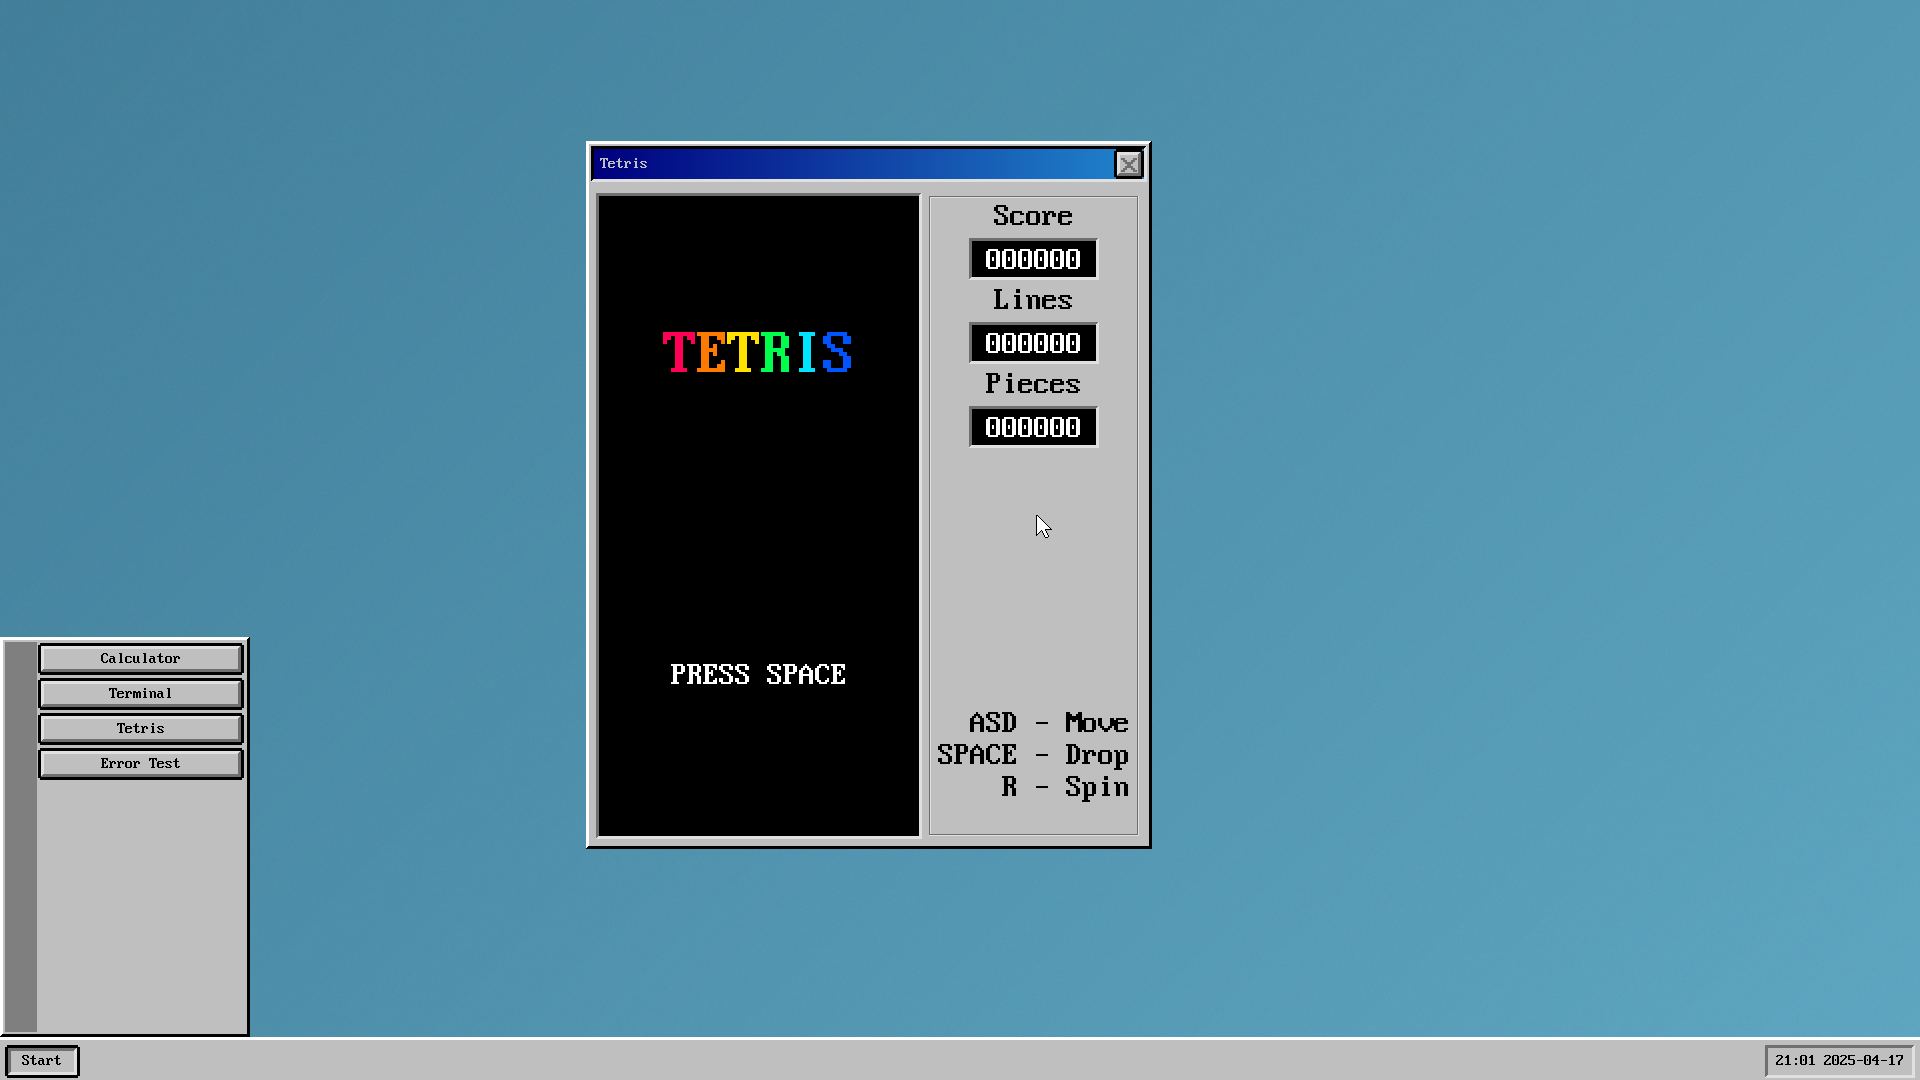 Tetris
TETRIS
PRESS SPACE
Score
000000
Lines
000000
Pieces
000000
ASD - Move
SPACE - Drop
R - Spin
Calculator
Terminal
Tetris
Error Test
Start
21:01 2025-04-17